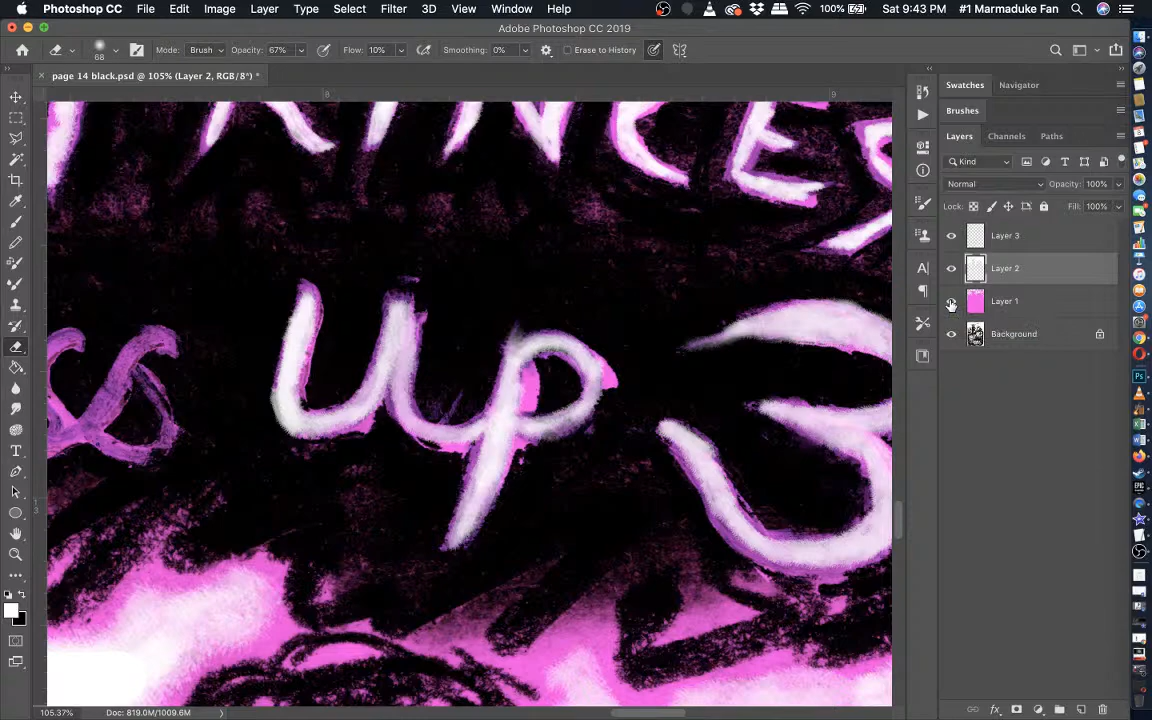 Photoshop CC File Edit Image Layer Type Select Filter 3D View Window Help 100% Sat 9:43 PM #1 Marmaduke Fan
Adobe Photoshop CC 2019
68 Mode: Brush Opacity: 67% Flow: 10% Smoothing: 0% Erase to History
page 14 black.psd @ 105% (Layer 2, RGB/8*) *
Swatches Navigator
Brushes
Layers Channels Paths
Kind
Normal Opacity: 100%
Lock: Fill: 100%
Layer 3
Layer 2
Layer 1
Background
8 9
up
105.37% Doc: 819.0M/1009.6M